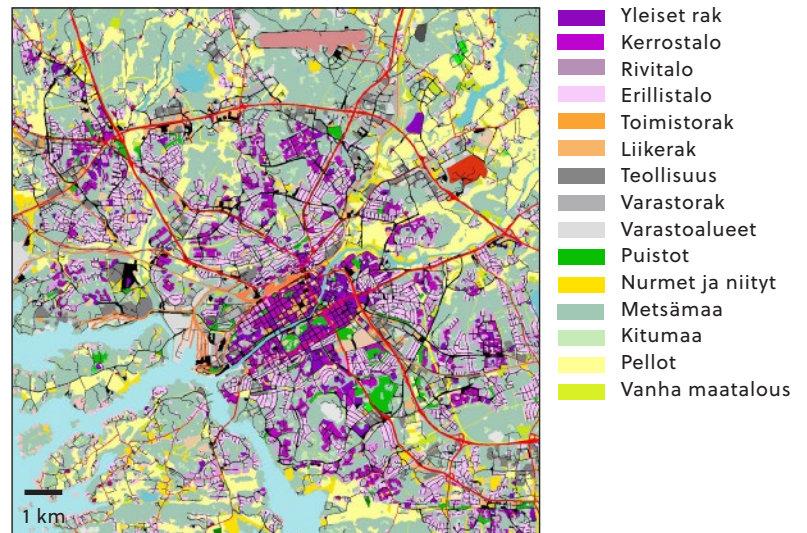 Yleiset rak
Kerrostalo
Rivitalo
Erillistalo
Toimistorak
Liikerak
Teollisuus
Varastorak
Varastoalueet
Puistot
Nurmet ja niityt
Metsämaa
Kitumaa
Pellot
Vanha maatalous
1 km